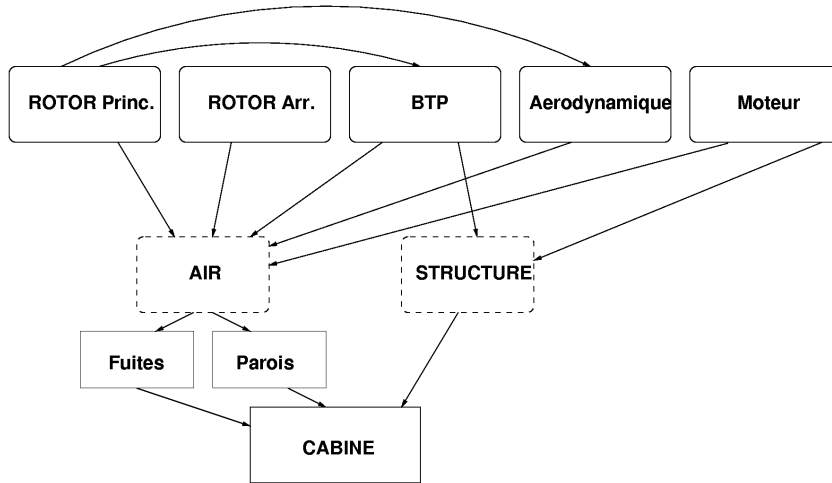 ROTOR Princ.
ROTOR Arr.
BTP
Aerodynamique
Moteur
AIR
STRUCTURE
Fuites
Parois
CABINE